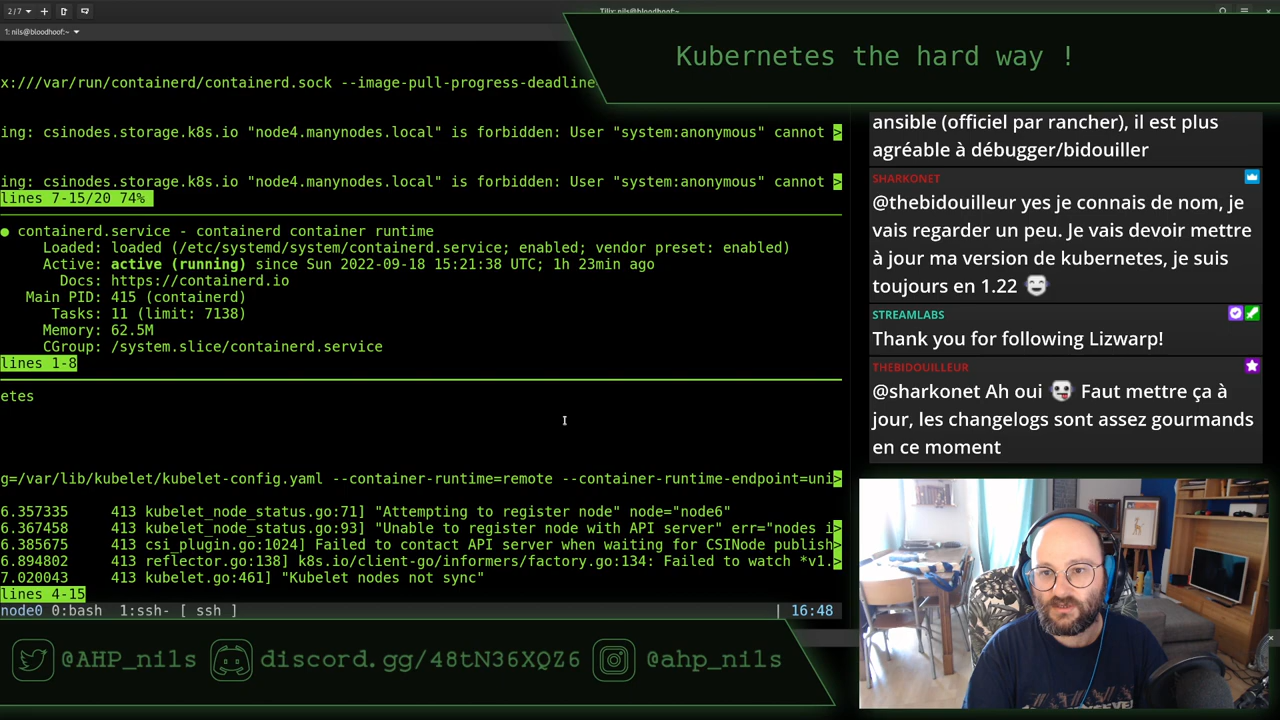 2/7
Tilix: nils@bloodhoof:~
1: nils@bloodhoof:~
Kubernetes the hard way !
x:///var/run/containerd/containerd.sock --image-pull-progress-deadline
ing: csinodes.storage.k8s.io "node4.manynodes.local" is forbidden: User "system:anonymous" cannot >
ing: csinodes.storage.k8s.io "node4.manynodes.local" is forbidden: User "system:anonymous" cannot >
lines 7-15/20 74%
● containerd.service - containerd container runtime
Loaded: loaded (/etc/systemd/system/containerd.service; enabled; vendor preset: enabled)
Active: active (running) since Sun 2022-09-18 15:21:38 UTC; 1h 23min ago
Docs: https://containerd.io
Main PID: 415 (containerd)
Tasks: 11 (limit: 7138)
Memory: 62.5M
CGroup: /system.slice/containerd.service
lines 1-8
etes
g=/var/lib/kubelet/kubelet-config.yaml --container-runtime=remote --container-runtime-endpoint=uni>
6.357335 413 kubelet_node_status.go:71] "Attempting to register node" node="node6"
6.367458 413 kubelet_node_status.go:93] "Unable to register node with API server" err="nodes i>
6.385675 413 csi_plugin.go:1024] Failed to contact API server when waiting for CSINode publish>
6.894802 413 reflector.go:138] k8s.io/client-go/informers/factory.go:134: Failed to watch *v1.>
7.020043 413 kubelet.go:461] "Kubelet nodes not sync"
lines 4-15
node0 0:bash 1:ssh- [ ssh ] | 16:48
ansible (officiel par rancher), il est plus
agréable à débugger/bidouiller
SHARKONET
@thebidouilleur yes je connais de nom, je
vais regarder un peu. Je vais devoir mettre
à jour ma version de kubernetes, je suis
toujours en 1.22
STREAMLABS
Thank you for following Lizwarp!
THEBIDOUILLEUR
@sharkonet Ah oui Faut mettre ça à
jour, les changelogs sont assez gourmands
en ce moment
@AHP_nils discord.gg/48tN36XQZ6 @ahp_nils